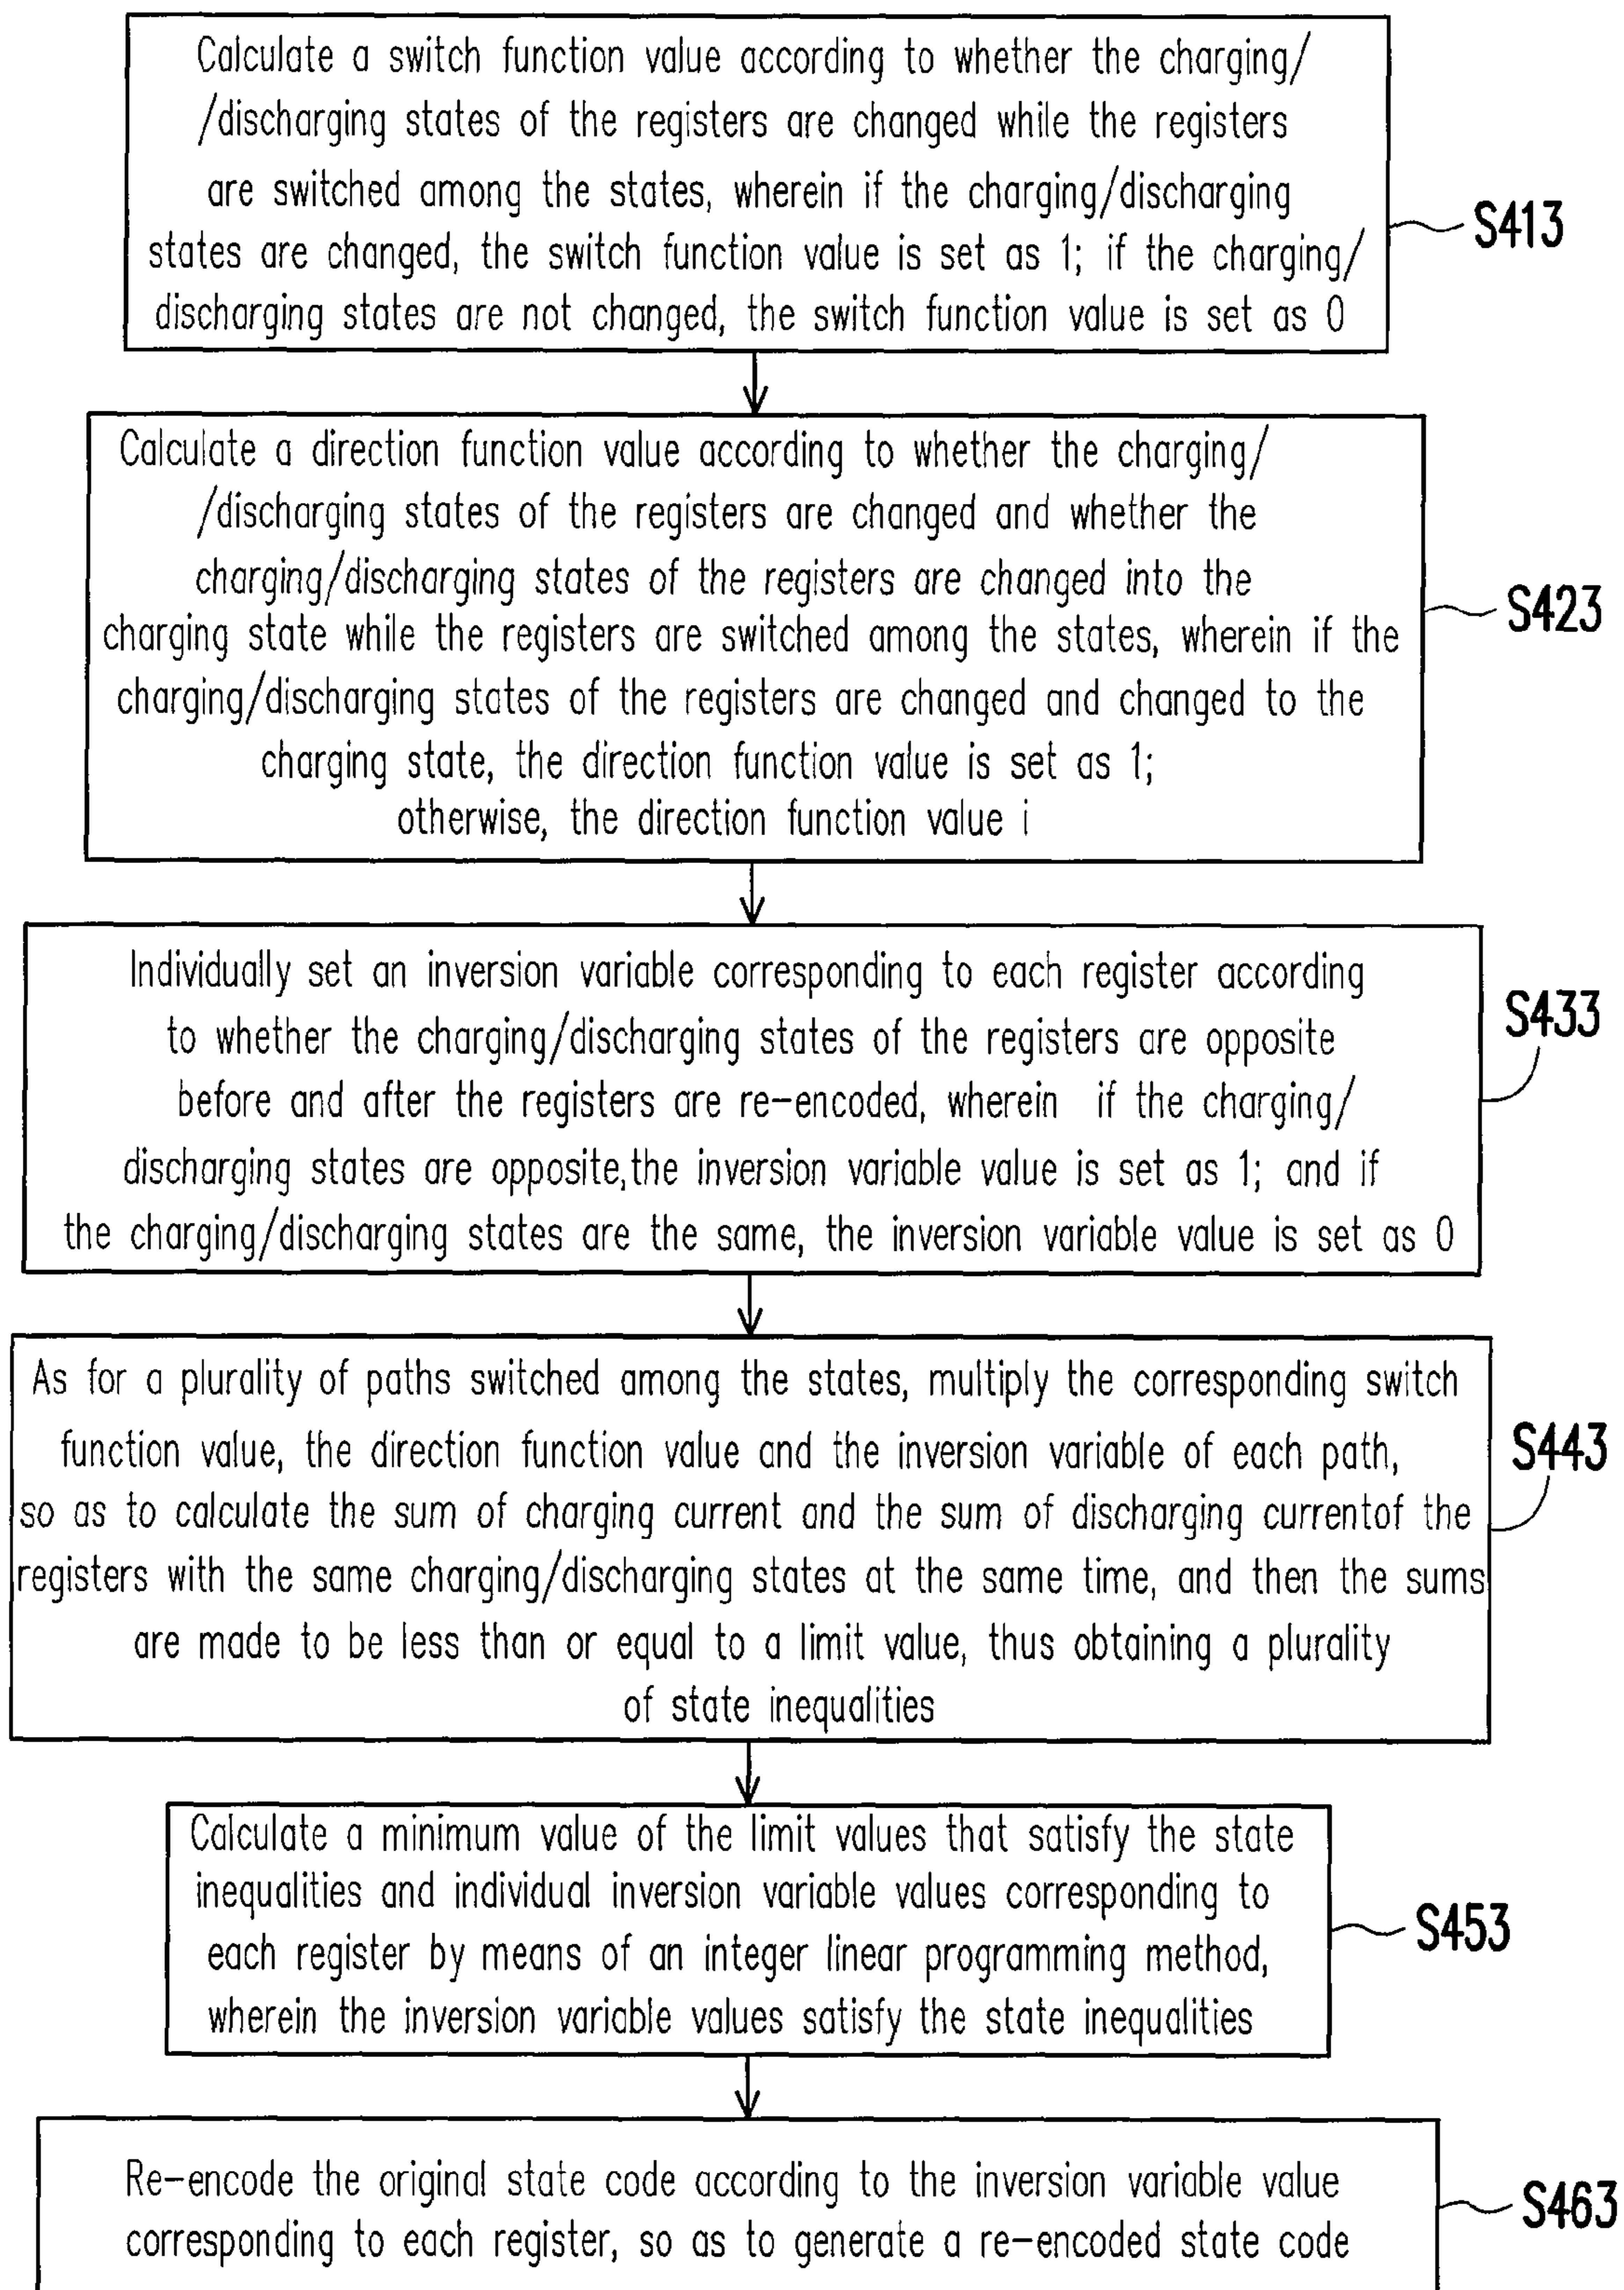 Calculate a switch function value according to whether the charging/
/discharging states of the registers are changed while the registers
are switched among the states, wherein if the charging/discharging
states are changed, the switch function value is set as 1; if the charging/
discharging states are not changed, the switch function value is set as 0
S413
Calculate a direction function value according to whether the charging/
/discharging states of the registers are changed and whether the
charging/discharging states of the registers are changed into the
charging state while the registers are switched among the states, wherein if the
charging/discharging states of the registers are changed and changed to the
charging state, the direction function value is set as 1;
otherwise, the direction function value i
S423
Individually set an inversion variable corresponding to each register according
to whether the charging/discharging states of the registers are opposite
before and after the registers are re-encoded, wherein if the charging/
discharging states are opposite,the inversion variable value is set as 1; and if
the charging/discharging states are the same, the inversion variable value is set as 0
S433
As for a plurality of paths switched among the states, multiply the corresponding switch
function value, the direction function value and the inversion variable of each path,
so as to calculate the sum of charging current and the sum of discharging currentof the
registers with the same charging/discharging states at the same time, and then the sums
are made to be less than or equal to a limit value, thus obtaining a plurality
of state inequalities
S443
Calculate a minimum value of the limit values that satisfy the state
inequalities and individual inversion variable values corresponding to
each register by means of an integer linear programming method,
wherein the inversion variable values satisfy the state inequalities
S453
Re-encode the original state code according to the inversion variable value
corresponding to each register, so as to generate a re-encoded state code
S463